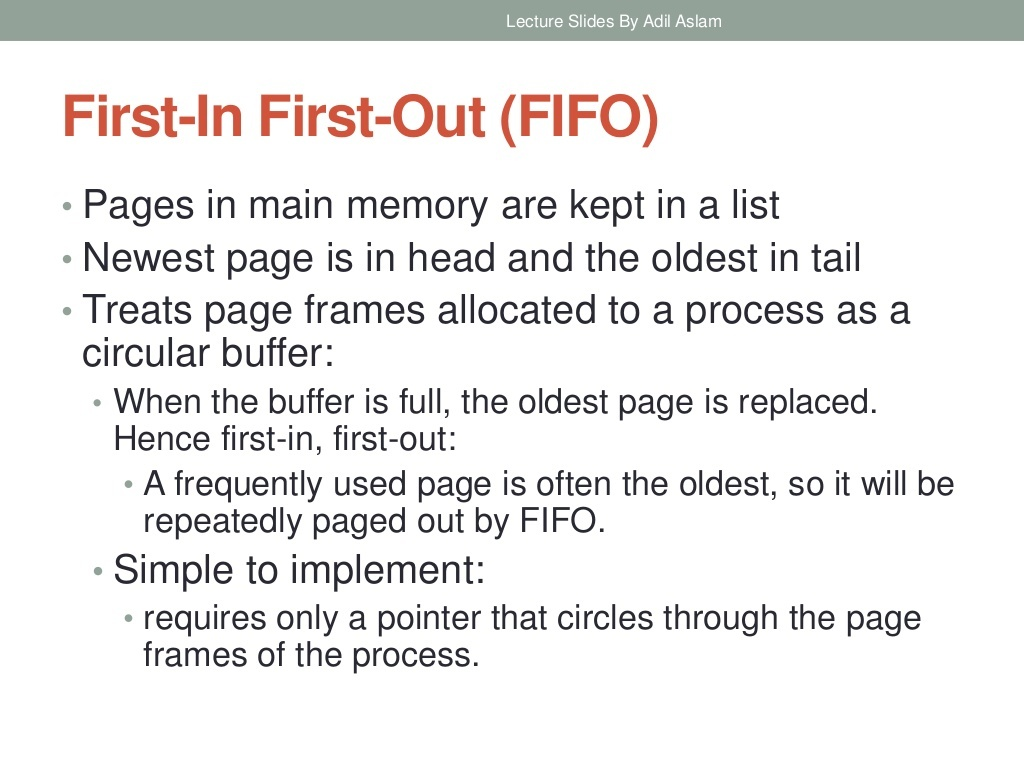 Lecture Slides By Adil Aslam
First-In First-Out (FIFO)
• Pages in main memory are kept in a list
• Newest page is in head and the oldest in tail
• Treats page frames allocated to a process as a
circular buffer:
• When the buffer is full, the oldest page is replaced.
Hence first-in, first-out:
• A frequently used page is often the oldest, so it will be
repeatedly paged out by FIFO.
• Simple to implement:
• requires only a pointer that circles through the page
frames of the process.